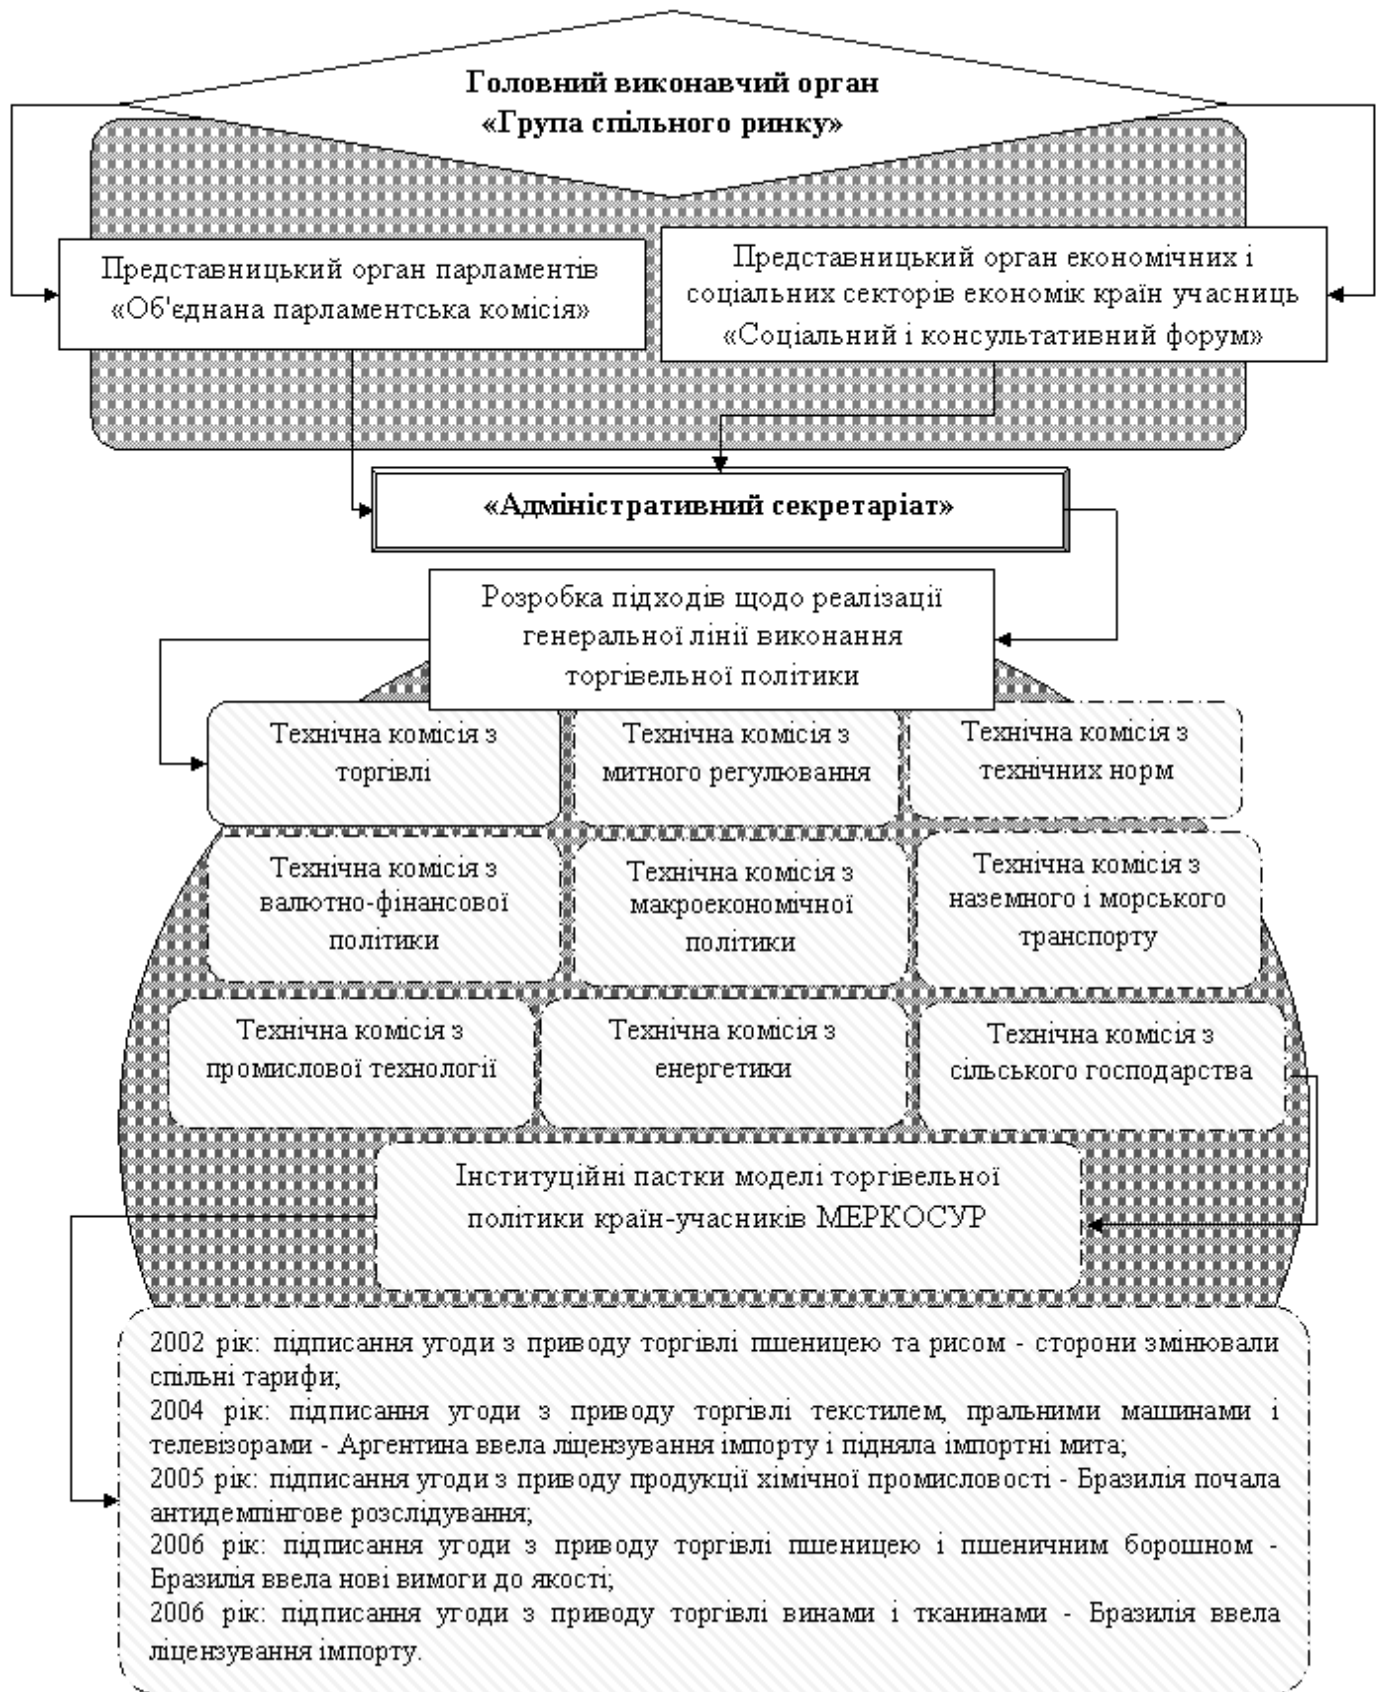 Головний виконавчий орган
«Група спільного ринку»
Представницький орган парламентів
«Об'єднана парламентська комісія»
Представницький орган економічних і
соціальних секторів економік країн учасниць
«Соціальний і консультативний форум»
«Адміністративний секретаріат»
Розробка підходів щодо реалізації
генеральної лінії виконання
торгівельної політики
Технічна комісія з
торгівлі
Технічна комісія з
митного регулювання
Технічна комісія з
технічних норм
Технічна комісія з
валютно-фінансової
політики
Технічна комісія з
макроекономічної
політики
Технічна комісія з
наземного і морського
транспорту
Технічна комісія з
промислової технології
Технічна комісія з
енергетики
Технічна комісія з
сільського господарства
Інституційні пастки моделі торгівельної
політики країн-учасників МЕРКОСУР
2002 рік: підписання угоди з приводу торгівлі пшеницею та рисом - сторони змінювали
спільні тарифи;
2004 рік: підписання угоди з приводу торгівлі текстилем, пральними машинами і
телевізорами - Аргентина ввела ліцензування імпорту і підняла імпортні мита;
2005 рік: підписання угоди з приводу продукції хімічної промисловості - Бразилія почала
антидемпінгове розслідування;
2006 рік: підписання угоди з приводу торгівлі пшеницею і пшеничним борошном -
Бразилія ввела нові вимоги до якості;
2006 рік: підписання угоди з приводу торгівлі винами і тканинами - Бразилія ввела
ліцензування імпорту.